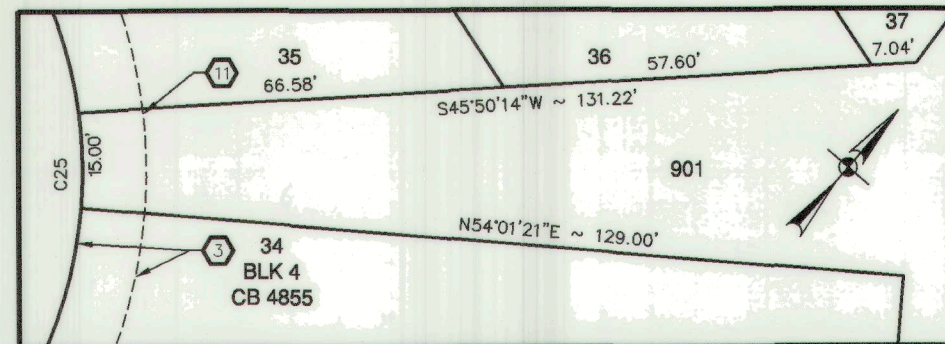 37
35
36
57.60'
7.04'
11
66.58'
S45°50'14"W ~ 131.22'
C25
15.00'
901
N54°01'21"E ~ 129.00'
3
34
BLK 4
CB 4855